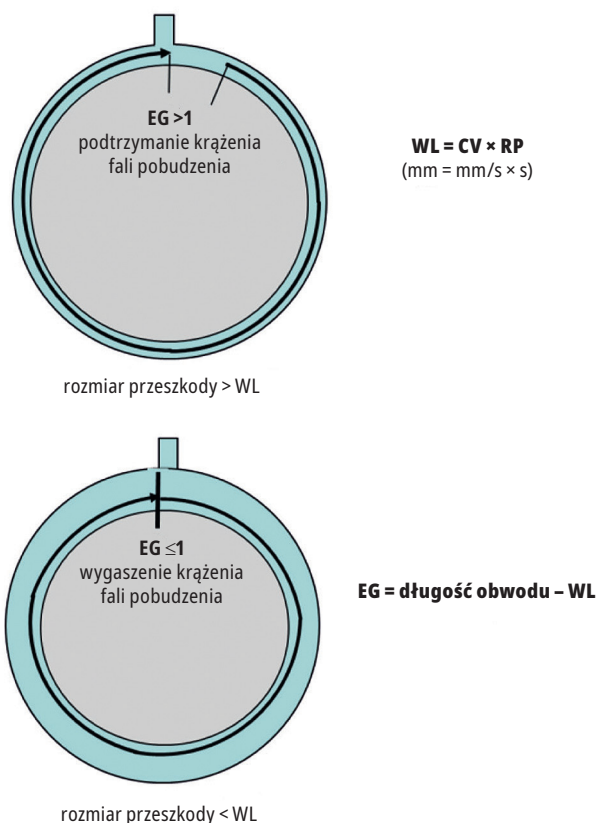 EG >1
podtrzymanie krążenia
fali pobudzenia
WL = CV × RP
(mm = mm/s × s)
rozmiar przeszkody > WL
EG ≤1
wygaszenie krążenia
fali pobudzenia
EG = długość obwodu – WL
rozmiar przeszkody < WL